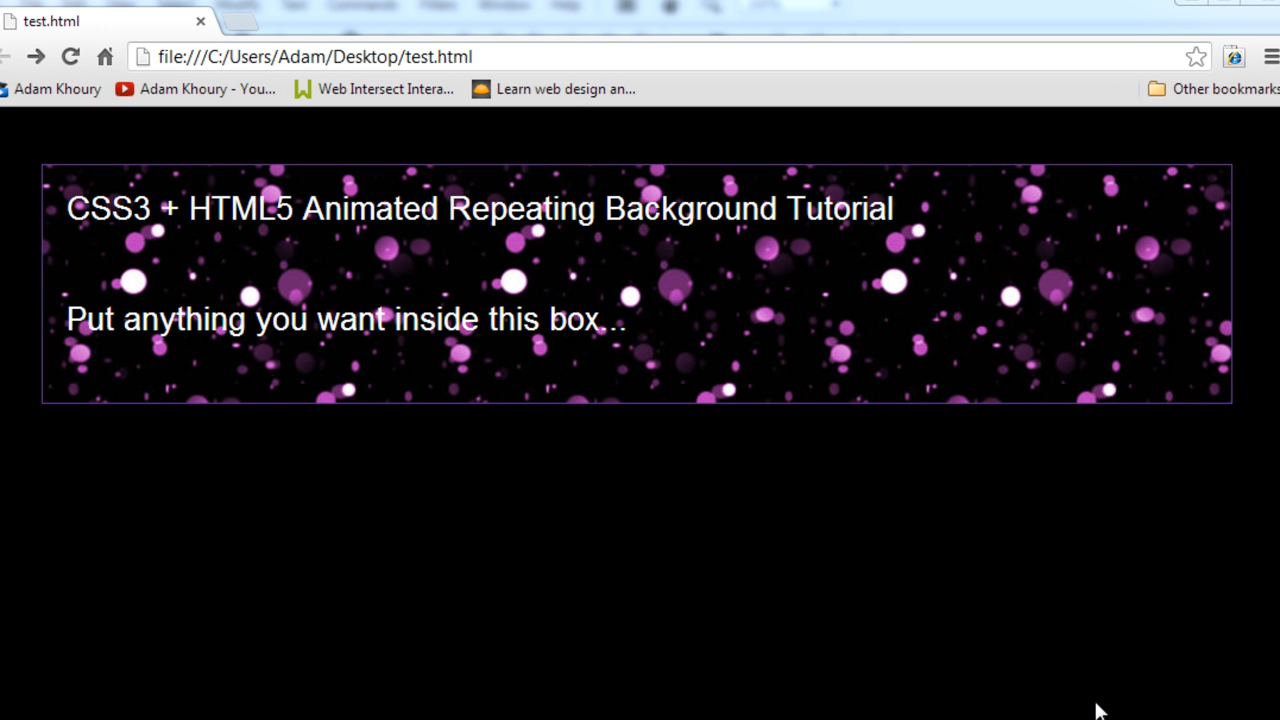 test.html
file:///C:/Users/Adam/Desktop/test.html
Adam Khoury Adam Khoury - You... Web Intersect Intera... Learn web design an... Other bookmarks
CSS3 + HTML5 Animated Repeating Background Tutorial
Put anything you want inside this box...